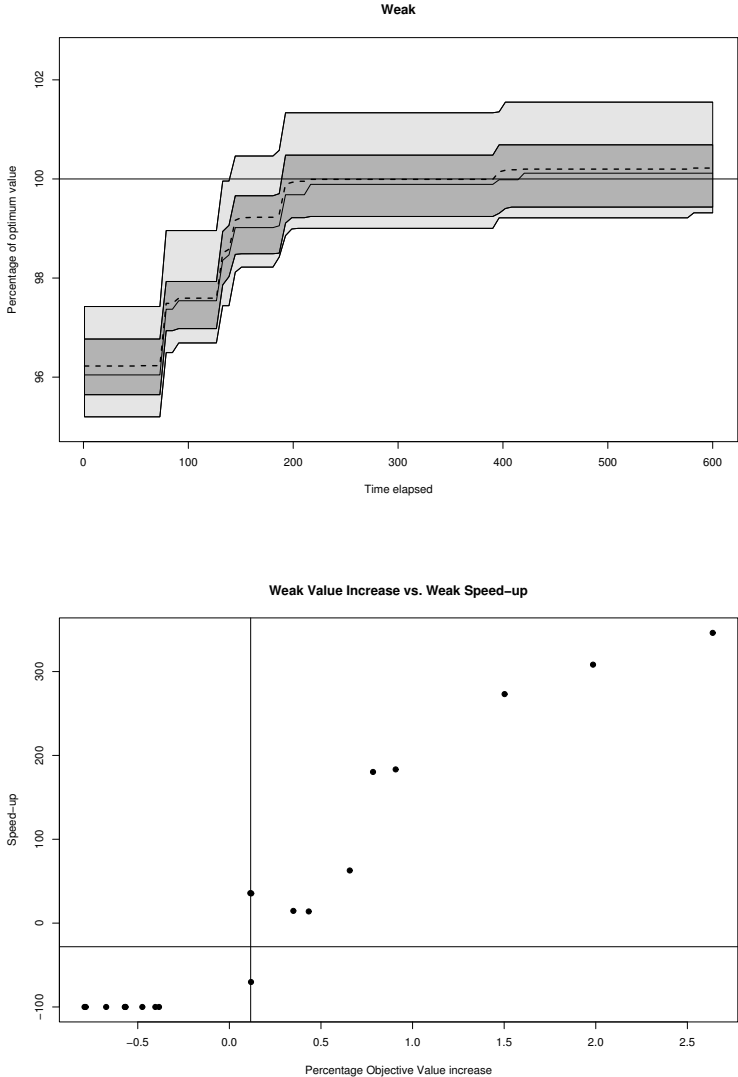 Weak
Percentage of optimum value
102
100
98
96
0 100 200 300 400 500 600
Time elapsed
Weak Value Increase vs. Weak Speed−up
Speed−up
300
200
100
0
−100
−0.5 0.0 0.5 1.0 1.5 2.0 2.5
Percentage Objective Value increase